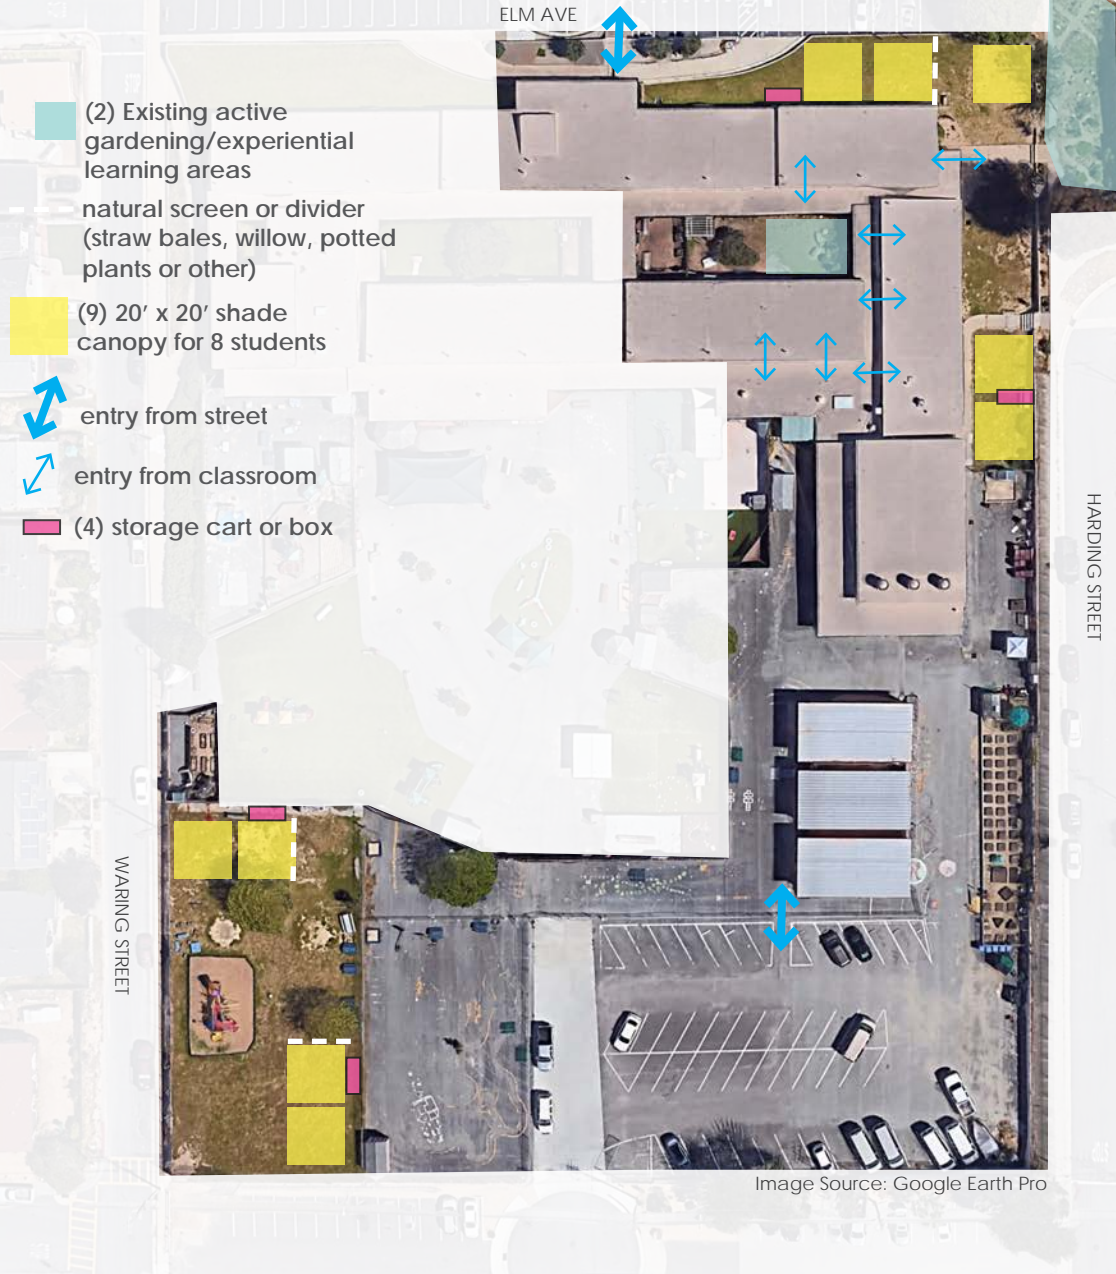 ELM AVE
(2) Existing active
gardening/experiential
learning areas
natural screen or divider
(straw bales, willow, potted
plants or other)
(9) 20’ x 20’ shade
canopy for 8 students
entry from street
entry from classroom
(4) storage cart or box
HARDING STREET
WARING STREET
Image Source: Google Earth Pro